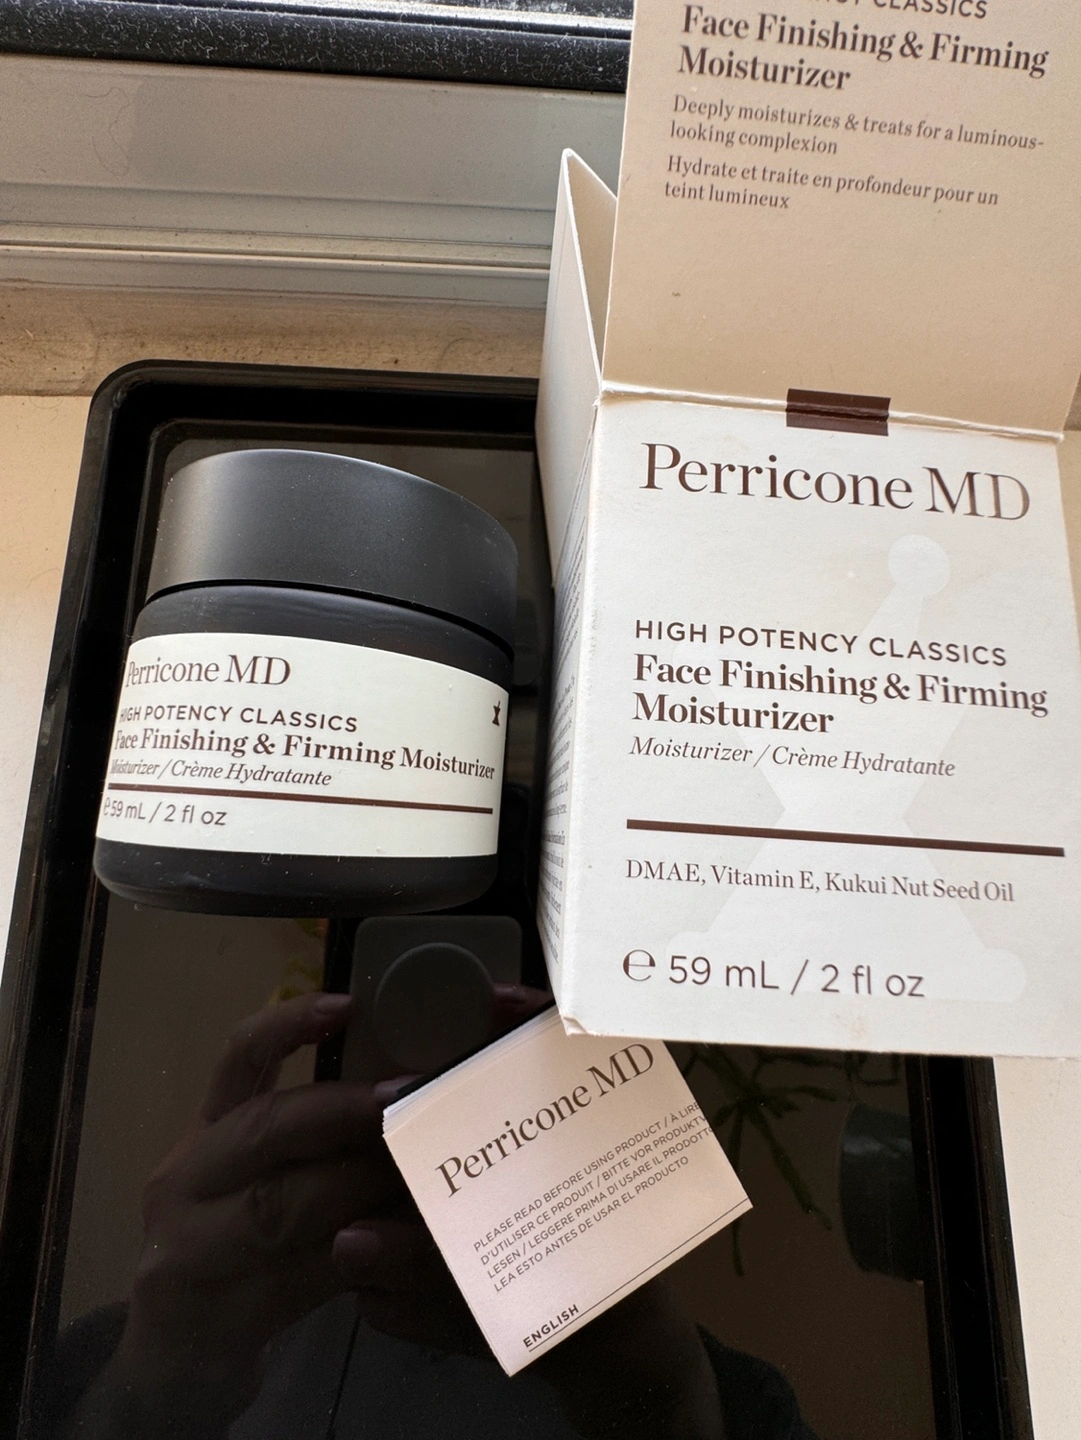 CLASSICS
Face Finishing & Firming
Moisturizer
Deeply moisturizes & treats for a luminous-
looking complexion
Hydrate et traite en profondeur pour un
teint lumineux
Perricone MD
HIGH POTENCY CLASSICS
Face Finishing & Firming
Moisturizer
Moisturizer / Crème Hydratante
DMAE, Vitamin E, Kukui Nut Seed Oil
℮ 59 mL / 2 fl oz
Perricone MD
HIGH POTENCY CLASSICS
Face Finishing & Firming Moisturizer
Moisturizer / Crème Hydratante
℮ 59 mL / 2 fl oz
Perricone MD
PLEASE READ BEFORE USING PRODUCT / À LIRE
D'UTILISER CE PRODUIT / BITTE VOR
LESEN / LEGGERE PRIMA DI USARE IL
LEA ESTO ANTES DE USAR EL PRODUCTO
ENGLISH